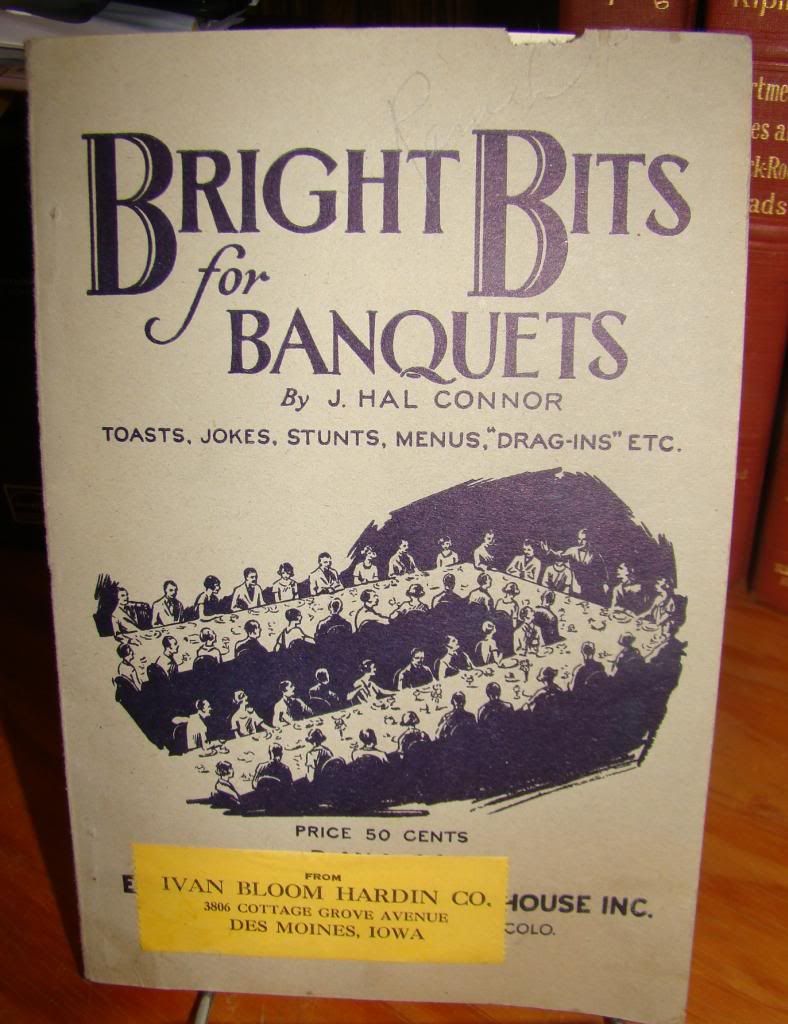 BRIGHT BITS
for
BANQUETS
By J. HAL CONNOR
TOASTS, JOKES, STUNTS, MENUS, "DRAG-INS" ETC.
PRICE 50 CENTS
FROM
IVAN BLOOM HARDIN CO.
3806 COTTAGE GROVE AVENUE
DES MOINES, IOWA
HOUSE INC.
COLO.